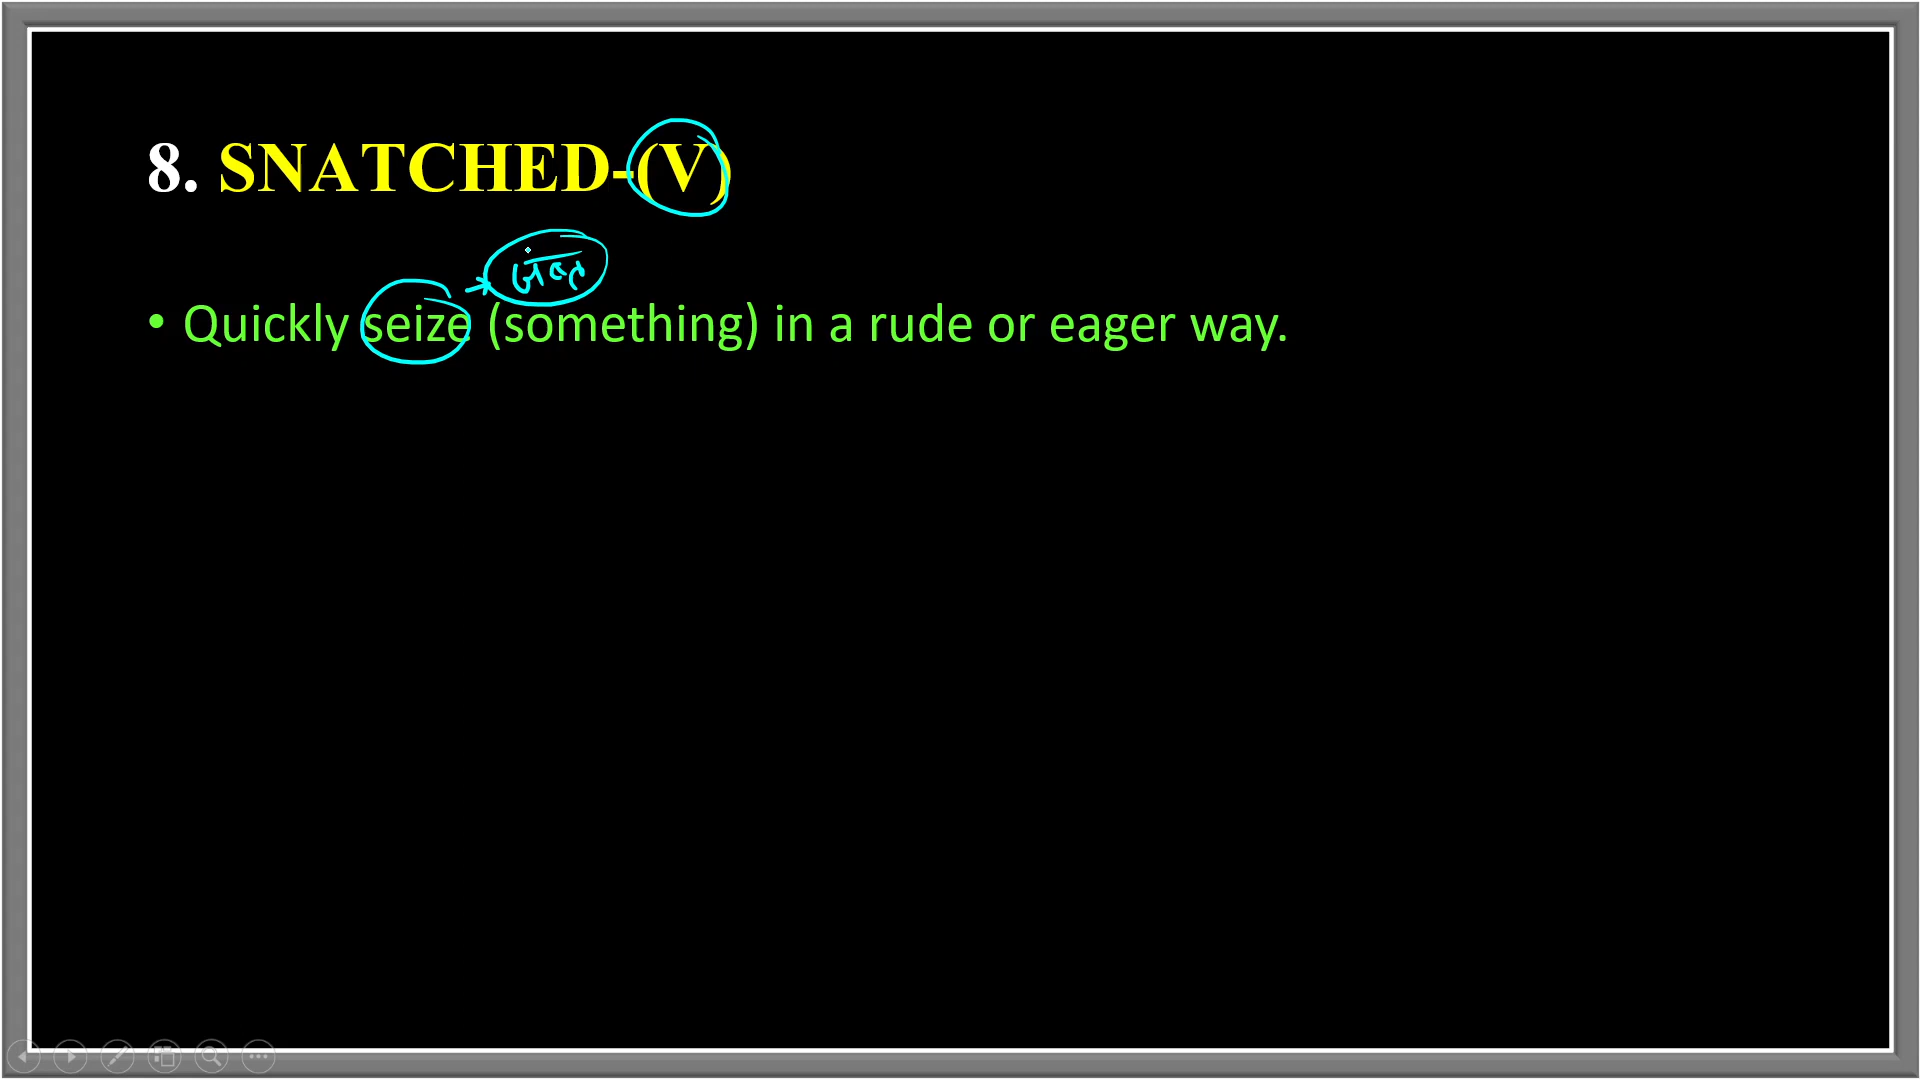 8. SNATCHED-(V)
• Quickly seize (something) in a rude or eager way.